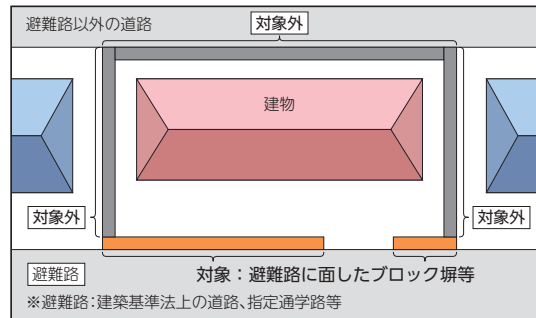 避難路以外の道路
対象外
建物
対象外
対象外
避難路
対象：避難路に面したブロック塀等
※避難路：建築基準法上の道路、指定通学路等